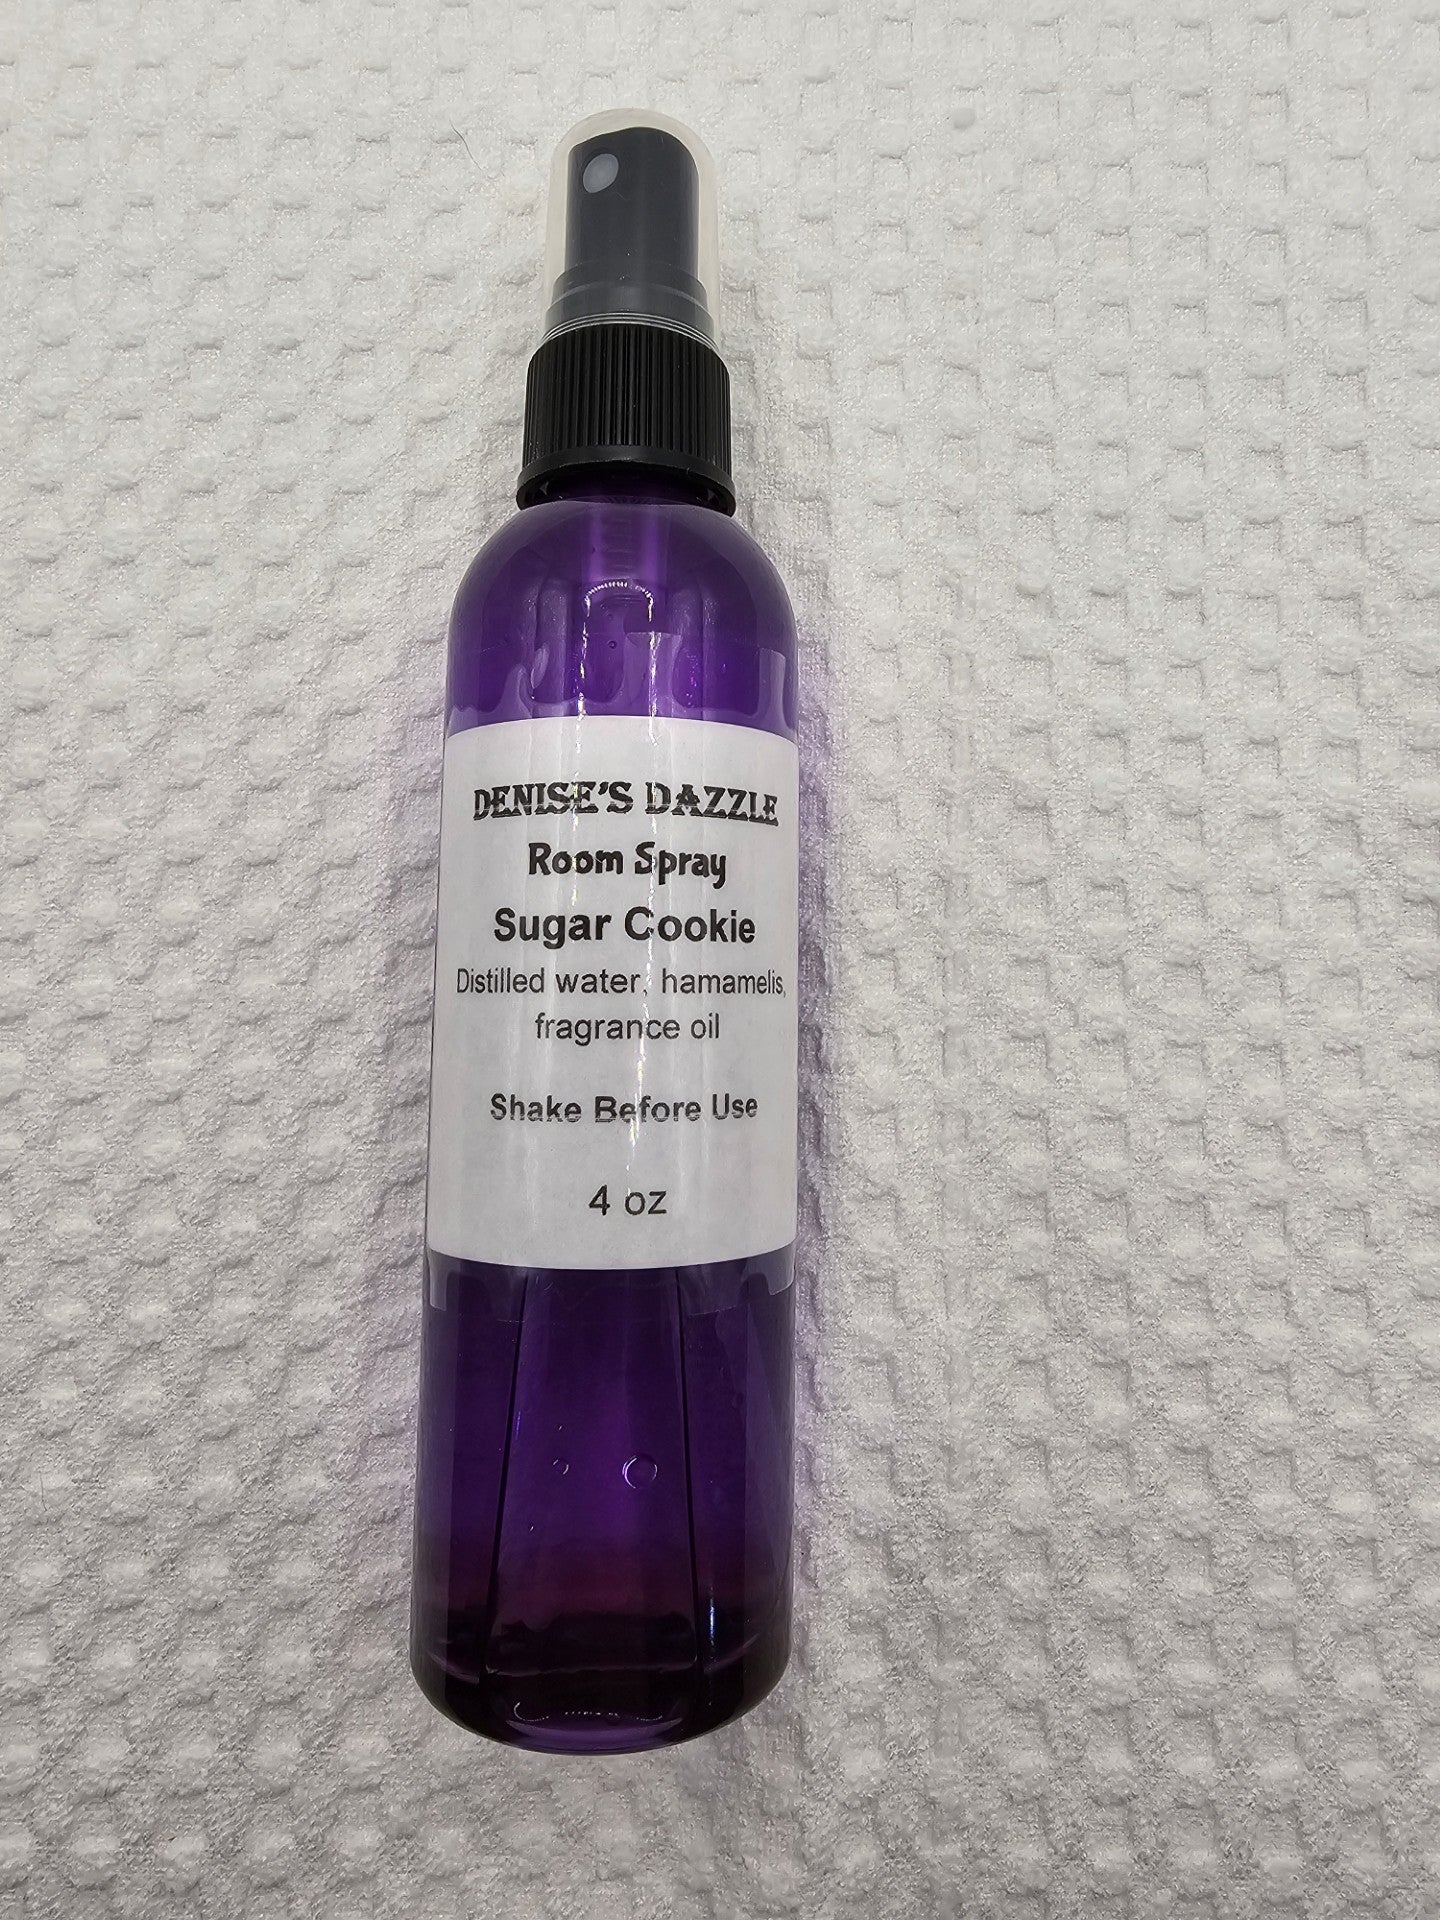 DENISE'S DAZZLE
Room Spray
Sugar Cookie
Distilled water, hamamelis,
fragrance oil
Shake Before Use
4 oz